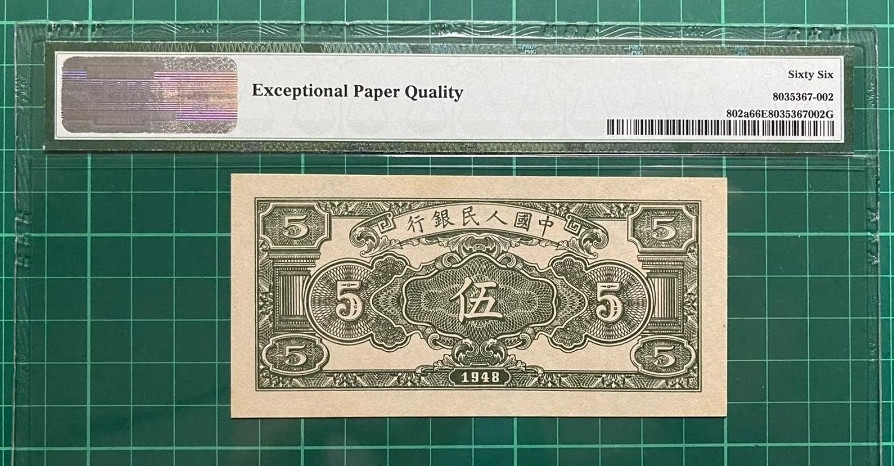 Exceptional Paper Quality
Sixty Six
8035367-002
802a66E8035367002G
行銀民人國中
5
5
5
伍
5
5
5
1948